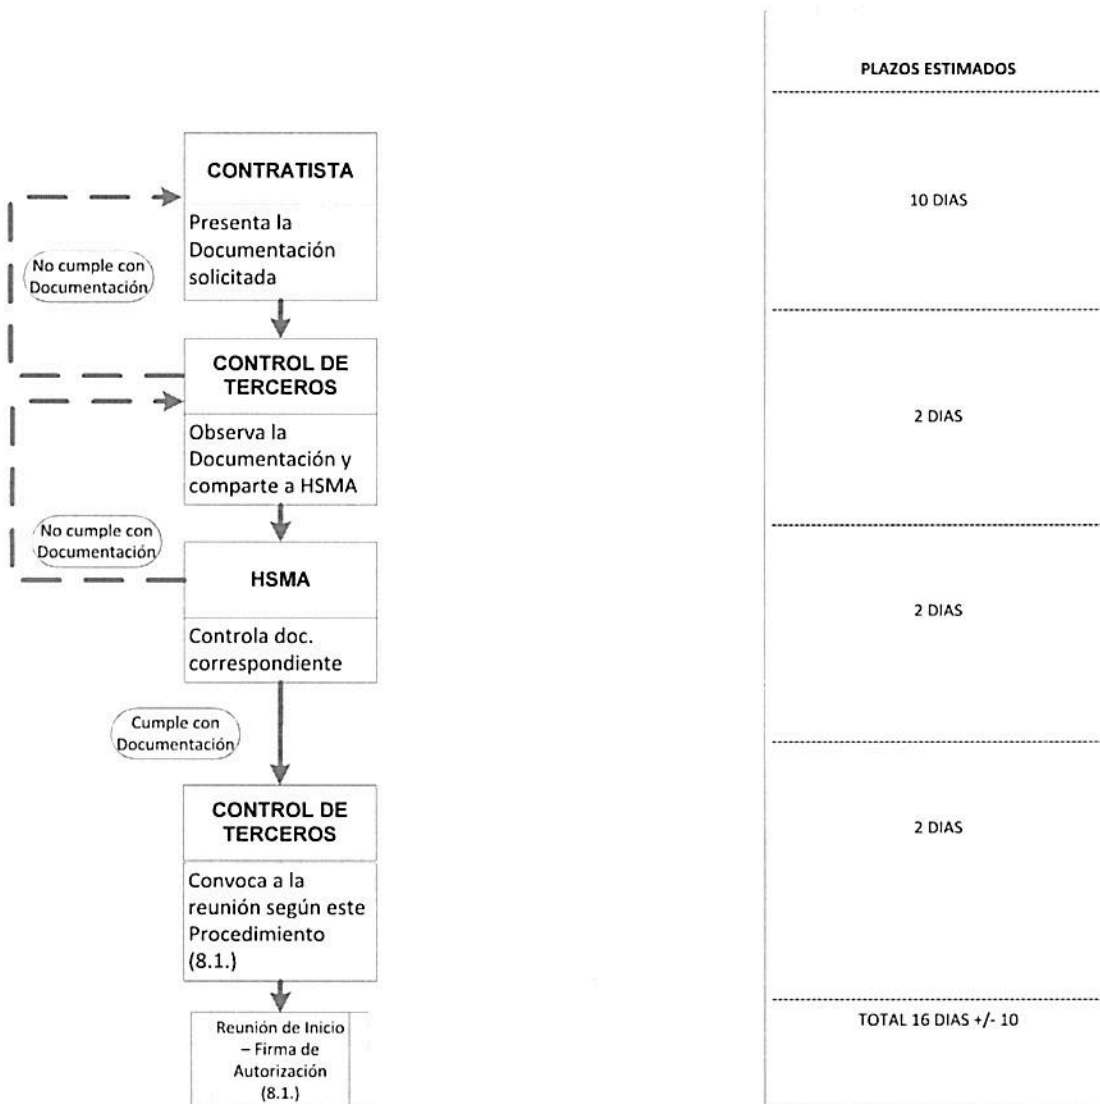 PLAZOS ESTIMADOS
CONTRATISTA
Presenta la
Documentación
solicitada
10 DIAS
No cumple con
Documentación
CONTROL DE
TERCEROS
Observa la
Documentación y
comparte a HSMA
2 DIAS
No cumple con
Documentación
HSMA
Controla doc.
correspondiente
2 DIAS
Cumple con
Documentación
CONTROL DE
TERCEROS
Convoca a la
reunión según este
Procedimiento
(8.1.)
2 DIAS
Reunión de Inicio
– Firma de
Autorización
(8.1.)
TOTAL 16 DIAS +/- 10